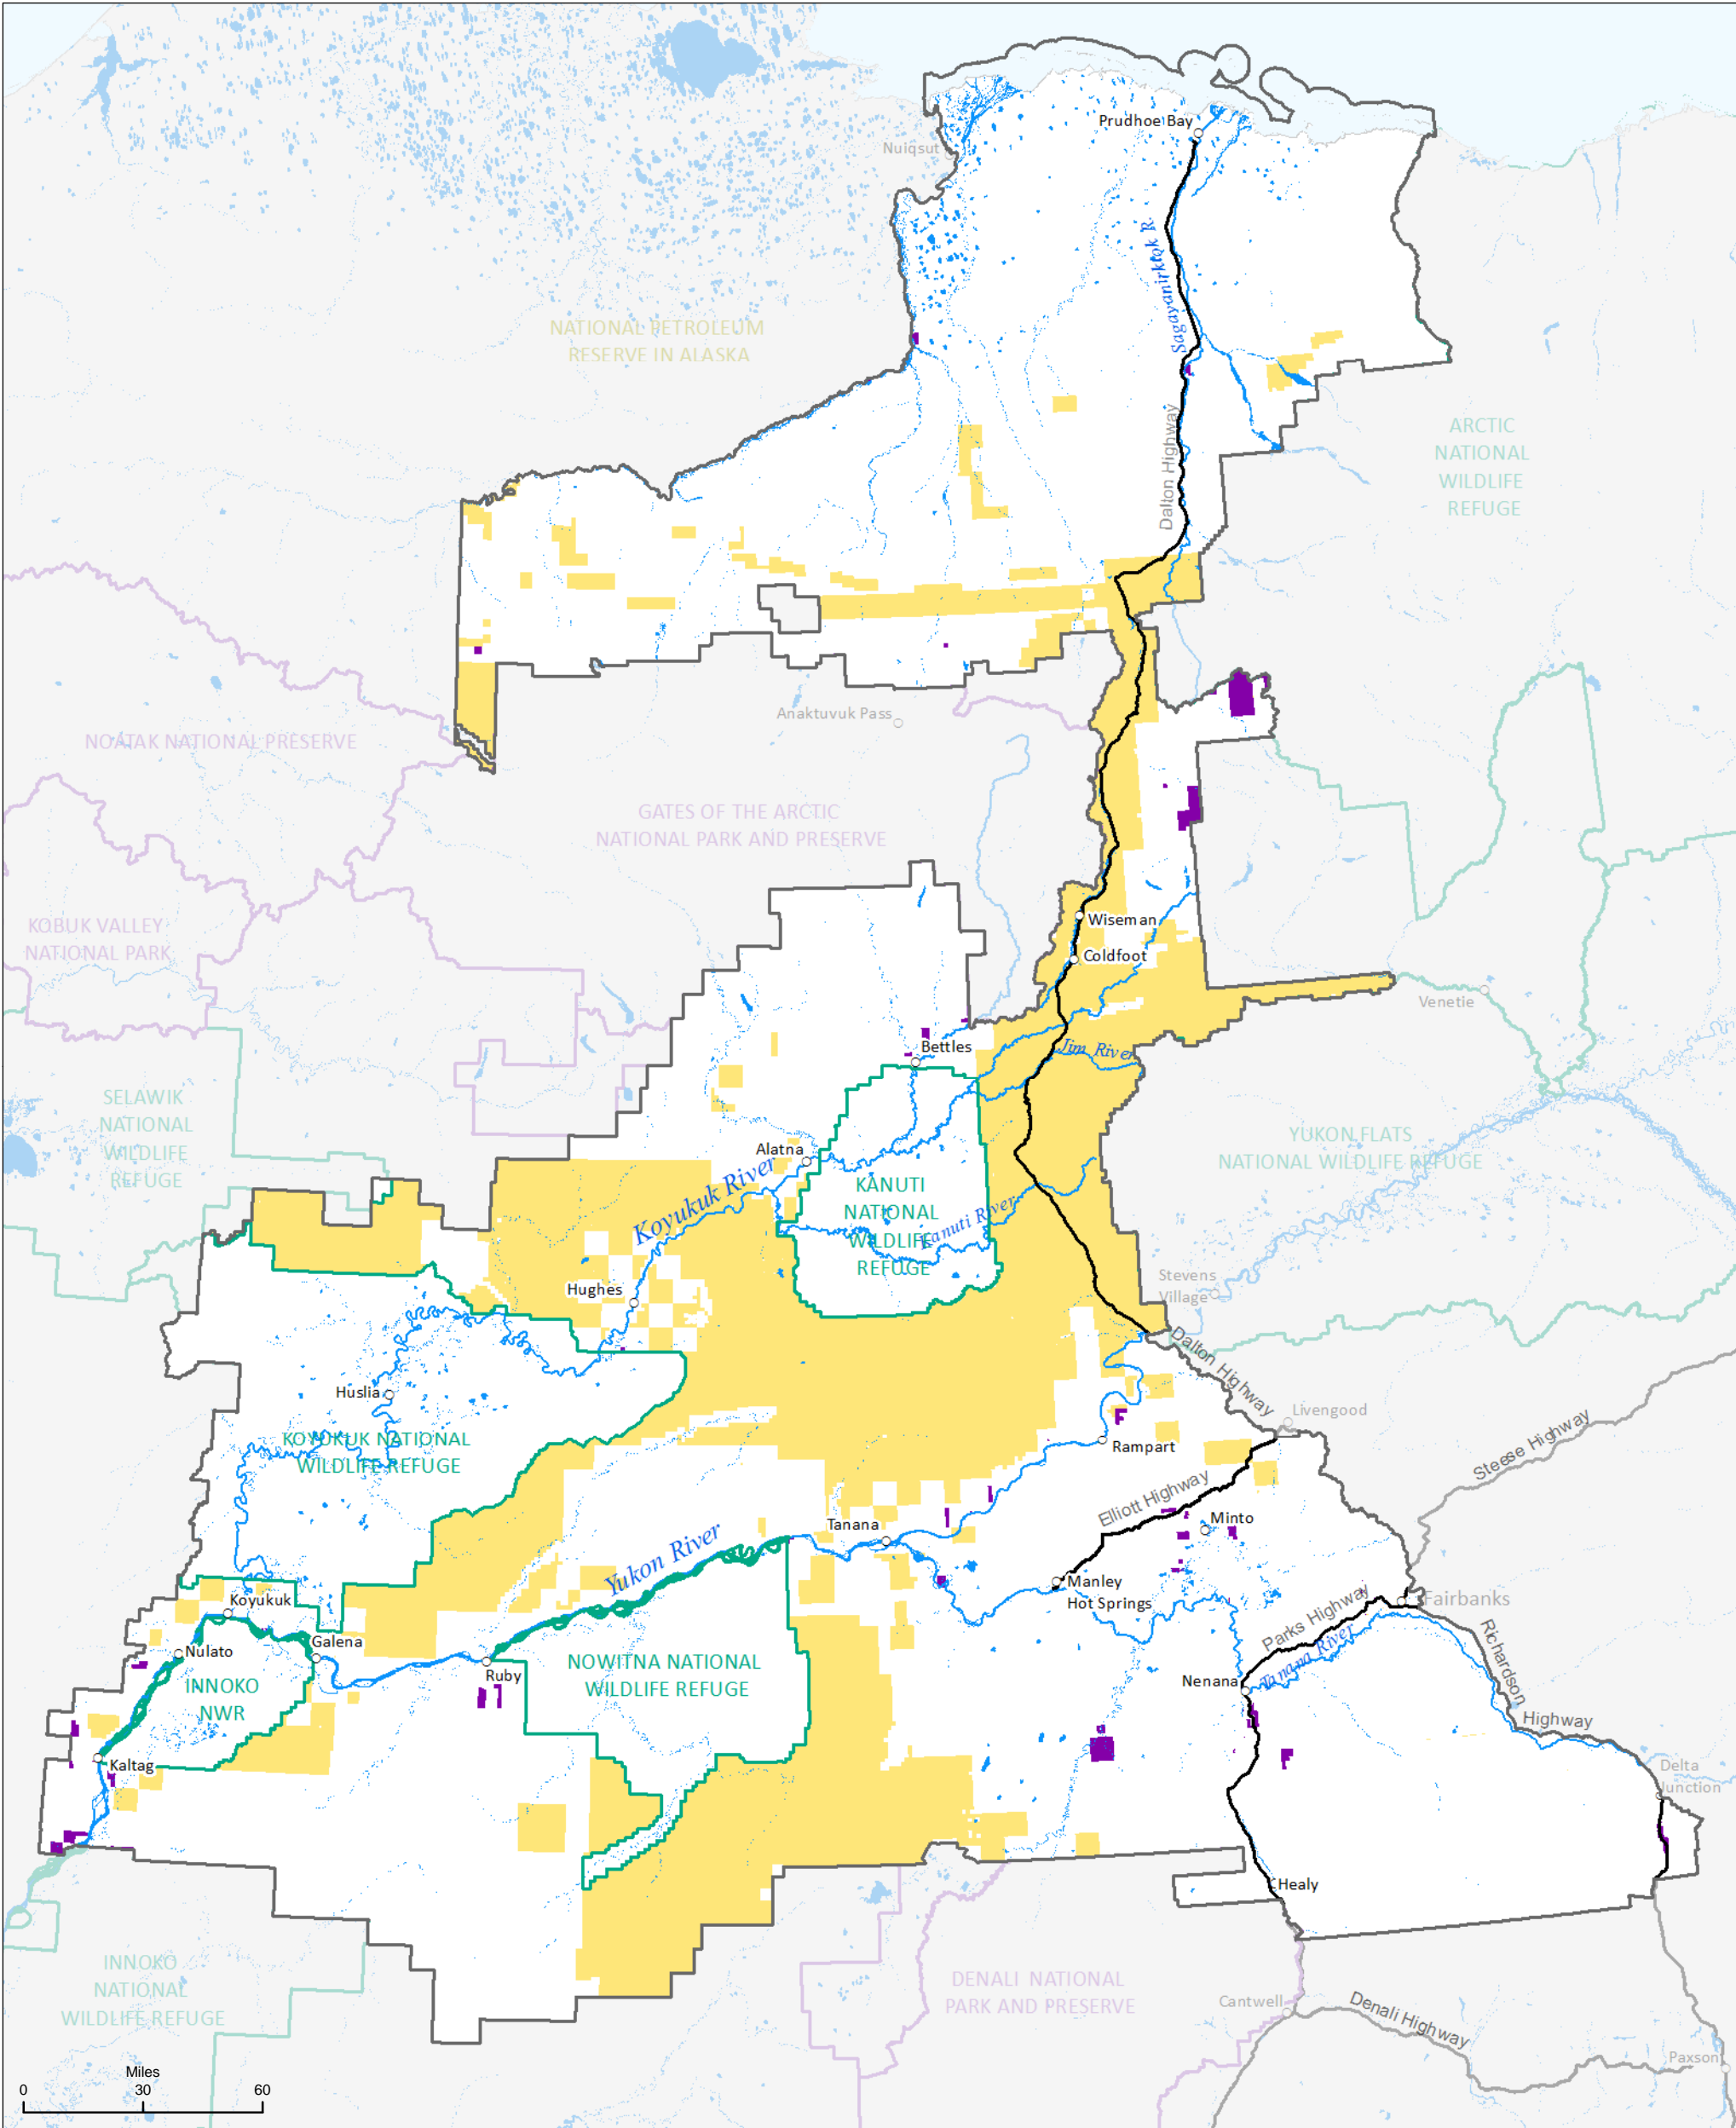 Prudhoe Bay
Nuiqsut
Sagavanirktok R.
NATIONAL PETROLEUM
RESERVE IN ALASKA
Dalton Highway
ARCTIC
NATIONAL
WILDLIFE
REFUGE
Anaktuvuk Pass
NOATAK NATIONAL PRESERVE
GATES OF THE ARCTIC
NATIONAL PARK AND PRESERVE
KOBUK VALLEY
NATIONAL PARK
Wiseman
Coldfoot
Venetie
Bettles
Jim River
SELAWIK
NATIONAL
WILDLIFE
REFUGE
YUKON FLATS
NATIONAL WILDLIFE REFUGE
Alatna
Koyukuk River
KANUTI
NATIONAL
WILDLIFE
REFUGE
Kanuti River
Hughes
Stevens
Village
Dalton Highway
Huslia
Livengood
KOYUKUK NATIONAL
WILDLIFE REFUGE
Rampart
Steese Highway
Elliott Highway
Minto
Tanana
Yukon River
Manley
Hot Springs
Koyukuk
Fairbanks
Parks Highway
Tanana River
Nulato
Galena
Ruby
NOWITNA NATIONAL
WILDLIFE REFUGE
Nenana
Richardson
Highway
INNOKO
NWR
Kaltag
Delta
Junction
Healy
INNOKO
NATIONAL
WILDLIFE REFUGE
DENALI NATIONAL
PARK AND PRESERVE
Cantwell
Denali Highway
Paxson
Miles
0 30 60